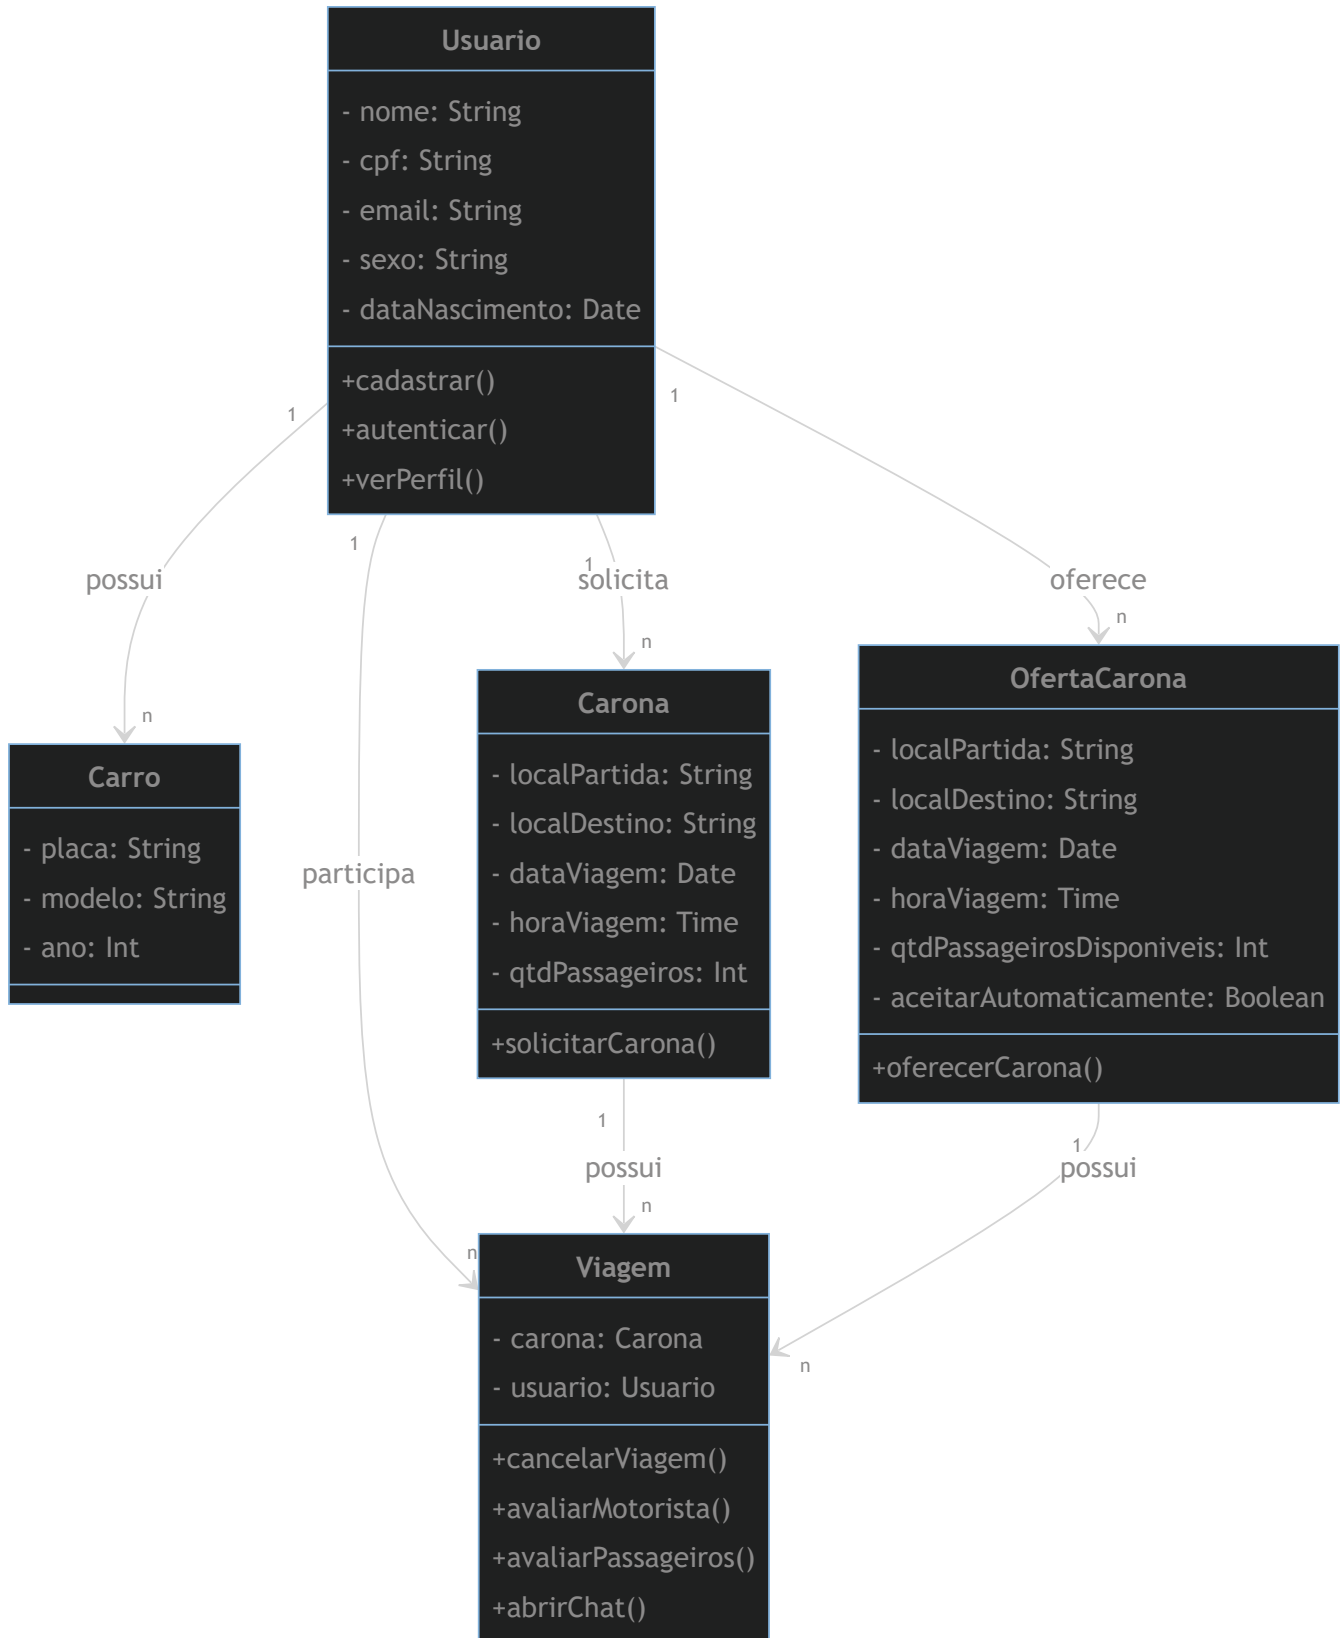 Usuario
- nome: String
- cpf: String
- email: String
- sexo: String
- dataNascimento: Date
+cadastrar()
+autenticar()
+verPerfil()
1
1
1
1
possui
solicita
oferece
n
n
n
Carro
- placa: String
- modelo: String
- ano: Int
participa
Carona
- localPartida: String
- localDestino: String
- dataViagem: Date
- horaViagem: Time
- qtdPassageiros: Int
+solicitarCarona()
OfertaCarona
- localPartida: String
- localDestino: String
- dataViagem: Date
- horaViagem: Time
- qtdPassageirosDisponiveis: Int
- aceitarAutomaticamente: Boolean
+oferecerCarona()
1
possui
n
1
possui
n
n
Viagem
- carona: Carona
- usuario: Usuario
+cancelarViagem()
+avaliarMotorista()
+avaliarPassageiros()
+abrirChat()